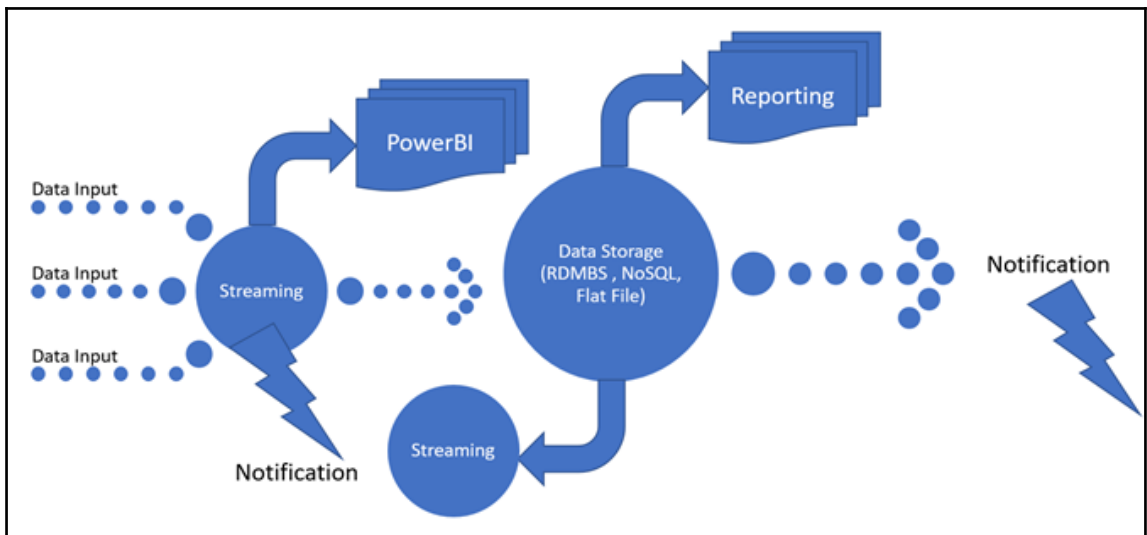 Reporting
PowerBI
Data Input
Data Input
Data Input
Streaming
Data Storage
(RDMBS , NoSQL,
Flat File)
Notification
Streaming
Notification